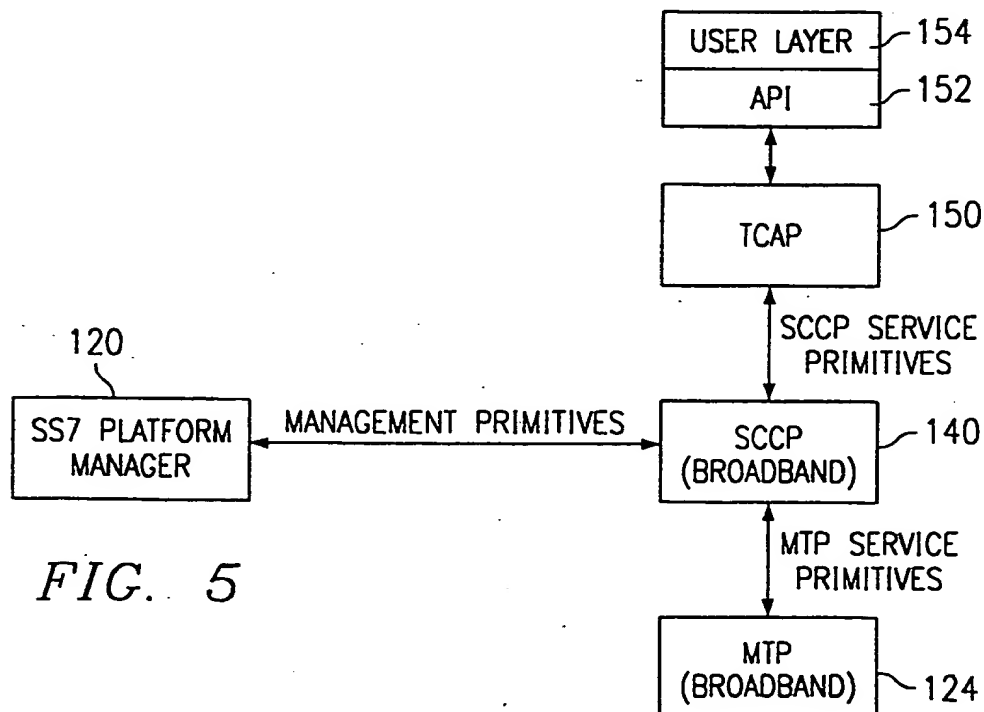 USER LAYER
154
API
152
TCAP
150
SCCP SERVICE
PRIMITIVES
120
SS7 PLATFORM
MANAGER
MANAGEMENT PRIMITIVES
SCCP
(BROADBAND)
140
MTP SERVICE
PRIMITIVES
FIG. 5
MTP
(BROADBAND)
124